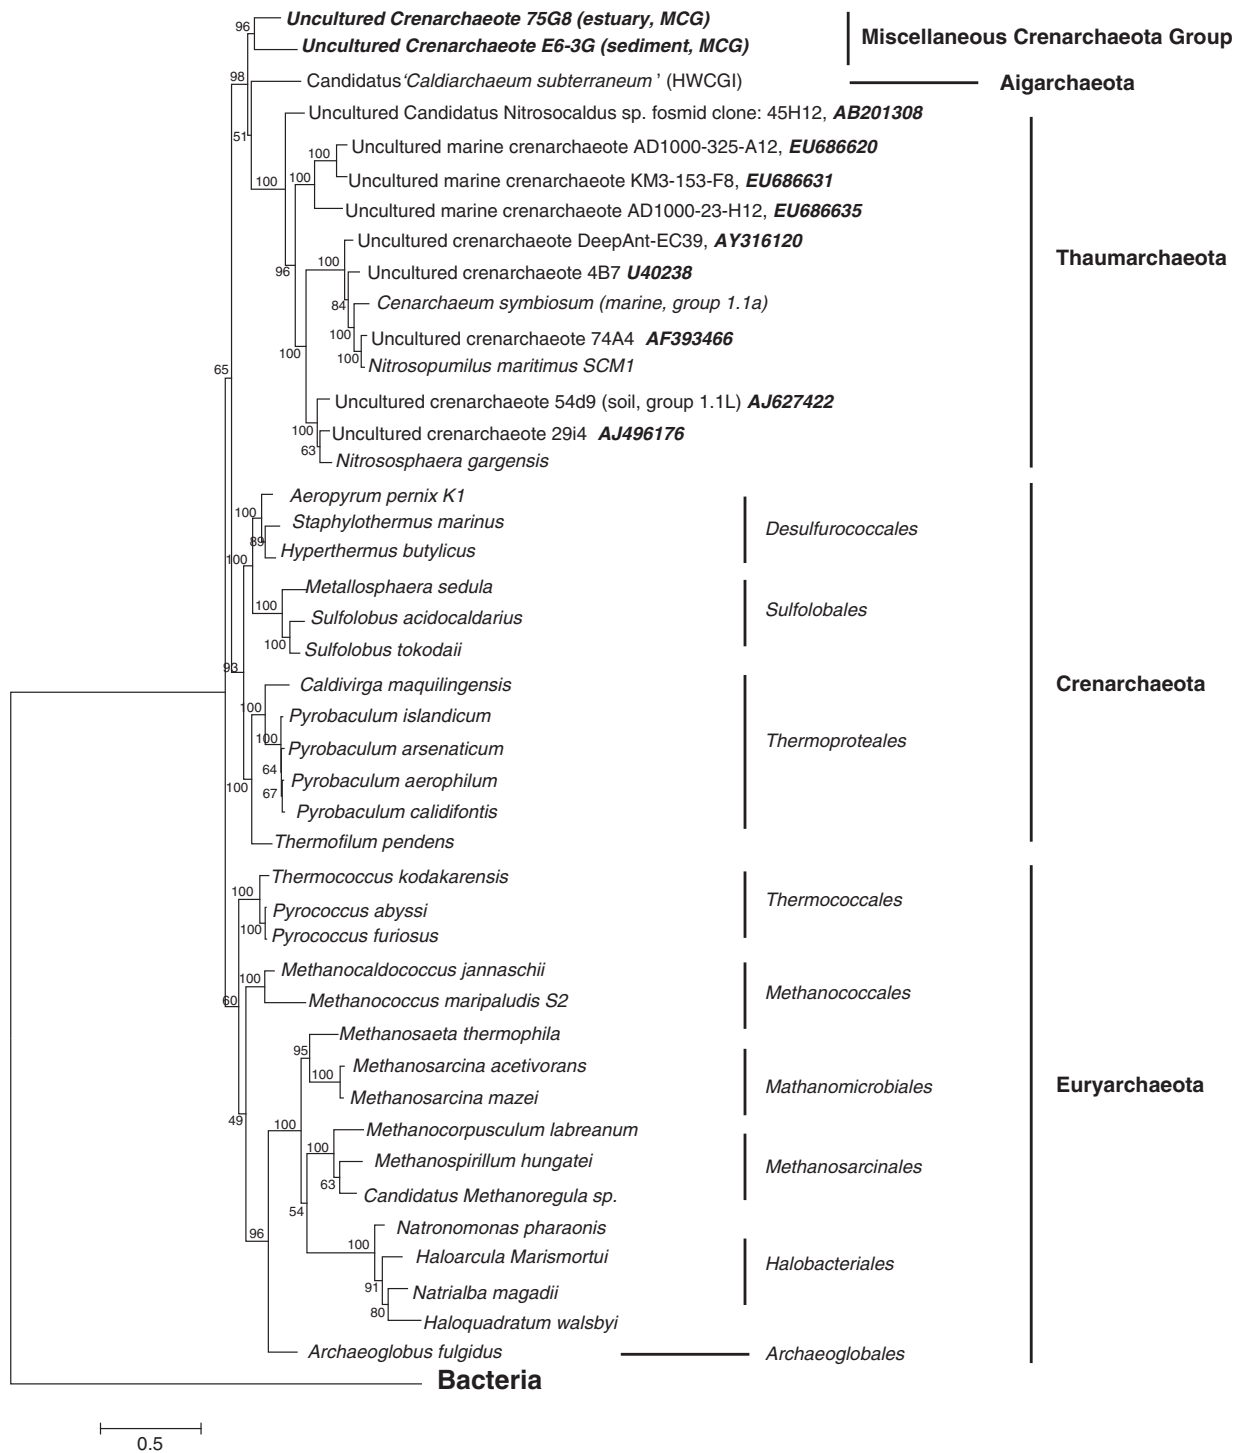 96
Uncultured Crenarchaeote 75G8 (estuary, MCG)
Uncultured Crenarchaeote E6-3G (sediment, MCG)
Miscellaneous Crenarchaeota Group
98
Candidatus 'Caldiarchaeum subterraneum ' (HWCGI)
Aigarchaeota
51
Uncultured Candidatus Nitrosocaldus sp. fosmid clone: 45H12, AB201308
100
Uncultured marine crenarchaeote AD1000-325-A12, EU686620
100
100
Uncultured marine crenarchaeote KM3-153-F8, EU686631
Uncultured marine crenarchaeote AD1000-23-H12, EU686635
Uncultured crenarchaeote DeepAnt-EC39, AY316120
Thaumarchaeota
96
100
Uncultured crenarchaeote 4B7 U40238
84
Cenarchaeum symbiosum (marine, group 1.1a)
100
Uncultured crenarchaeote 74A4 AF393466
100
100
Nitrosopumilus maritimus SCM1
65
Uncultured crenarchaeote 54d9 (soil, group 1.1L) AJ627422
100
Uncultured crenarchaeote 29i4 AJ496176
63
Nitrososphaera gargensis
Aeropyrum pernix K1
100
Staphylothermus marinus
Desulfurococcales
89
Hyperthermus butylicus
100
Metallosphaera sedula
100
Sulfolobus acidocaldarius
Sulfolobales
100
Sulfolobus tokodaii
93
Caldivirga maquilingensis
Crenarchaeota
100
Pyrobaculum islandicum
100
Pyrobaculum arsenaticum
Thermoproteales
64
Pyrobaculum aerophilum
100
67
Pyrobaculum calidifontis
Thermofilum pendens
Thermococcus kodakarensis
100
Pyrococcus abyssi
Thermococcales
100
Pyrococcus furiosus
Methanocaldococcus jannaschii
100
60
Methanococcus maripaludis S2
Methanococcales
Methanosaeta thermophila
95
Methanosarcina acetivorans
100
Methanosarcina mazei
Mathanomicrobiales
Euryarchaeota
49
100
Methanocorpusculum labreanum
100
Methanospirillum hungatei
Methanosarcinales
63
Candidatus Methanoregula sp.
54
96
Natronomonas pharaonis
100
Haloarcula Marismortui
Halobacteriales
91
Natrialba magadii
80
Haloquadratum walsbyi
Archaeoglobus fulgidus
Archaeoglobales
Bacteria
0.5